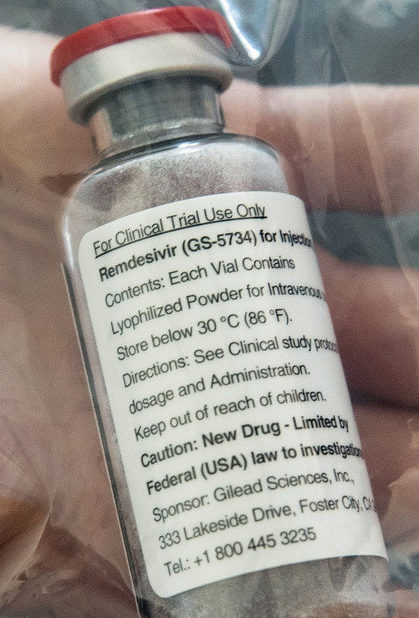 For Clinical Trial Use Only
Remdesivir (GS-5734) for Injection
Contents: Each Vial Contains
Lyophilized Powder for Intravenous
Store below 30 °C (86 °F).
Directions: See Clinical study
dosage and Administration.
Keep out of reach of children.
Caution: New Drug - Limited by
Federal (USA) law to
Sponsor: Gilead Sciences, Inc.,
333 Lakeside Drive, Foster City,
Tel.: +1 800 445 3235